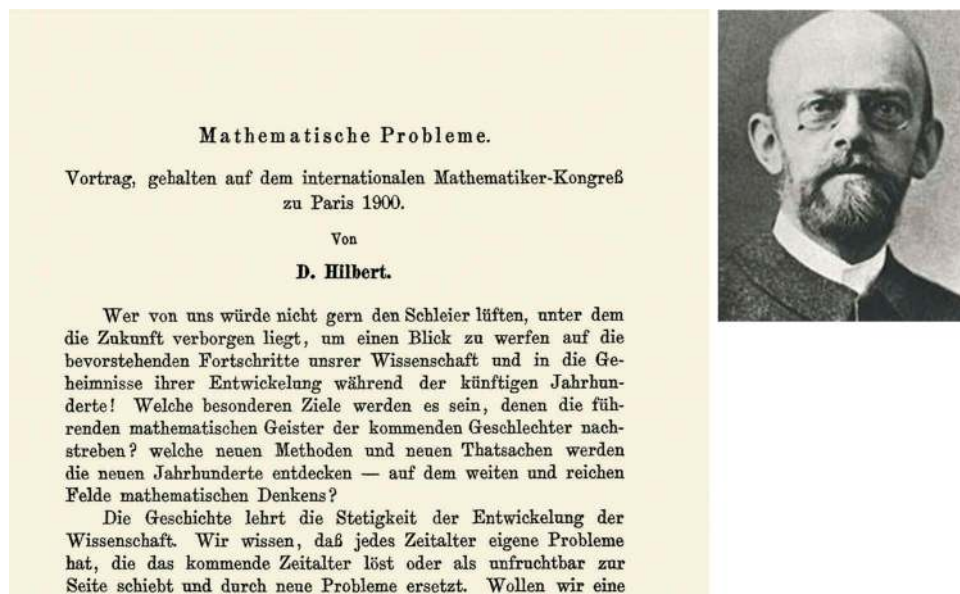 Mathematische Probleme.
Vortrag, gehalten auf dem internationalen Mathematiker-Kongreß
zu Paris 1900.
Von
D. Hilbert.
Wer von uns würde nicht gern den Schleier lüften, unter dem
die Zukunft verborgen liegt, um einen Blick zu werfen auf die
bevorstehenden Fortschritte unsrer Wissenschaft und in die Ge-
heimnisse ihrer Entwickelung während der künftigen Jahrhun-
derte! Welche besonderen Ziele werden es sein, denen die füh-
renden mathematischen Geister der kommenden Geschlechter nach-
streben? welche neuen Methoden und neuen Thatsachen werden
die neuen Jahrhunderte entdecken — auf dem weiten und reichen
Felde mathematischen Denkens?
Die Geschichte lehrt die Stetigkeit der Entwickelung der
Wissenschaft. Wir wissen, daß jedes Zeitalter eigene Probleme
hat, die das kommende Zeitalter löst oder als unfruchtbar zur
Seite schiebt und durch neue Probleme ersetzt. Wollen wir eine